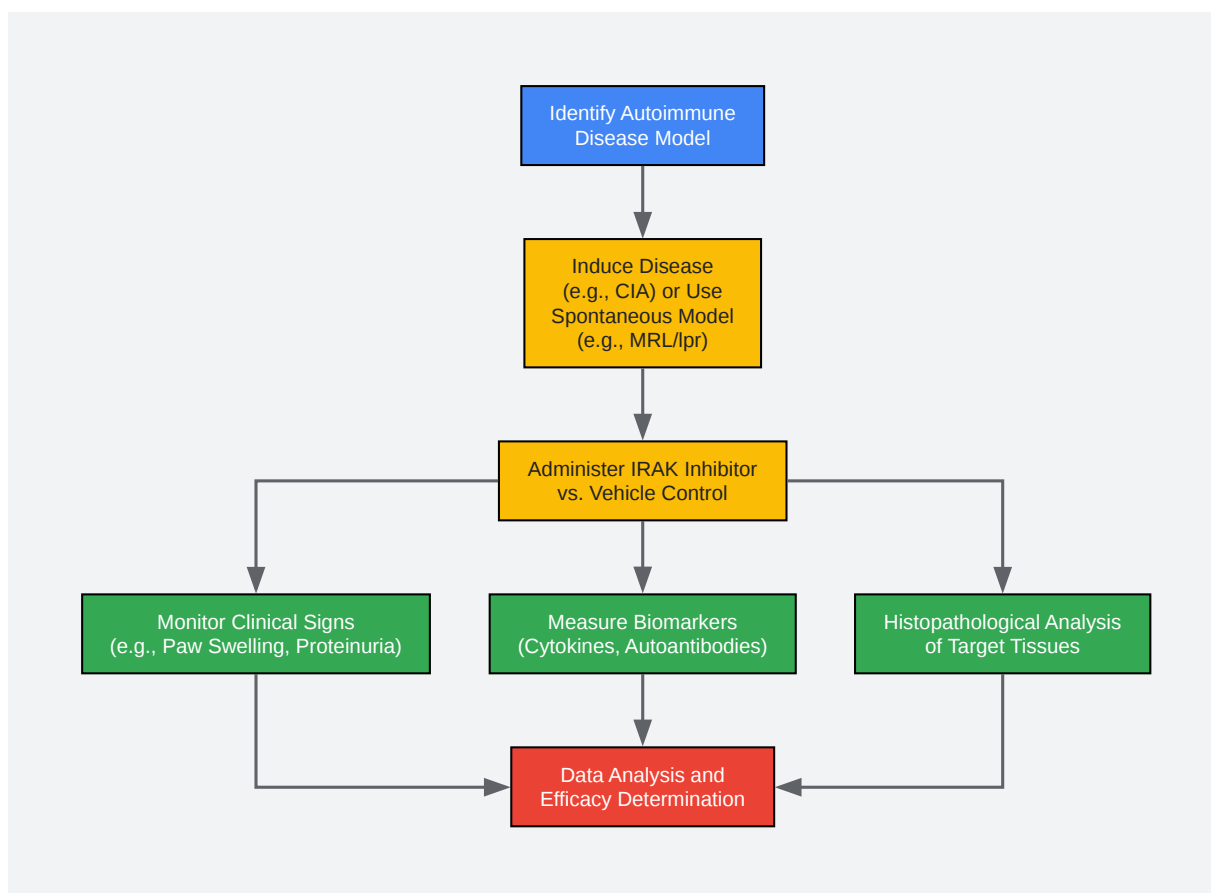 Identify Autoimmune
Disease Model
Induce Disease
(e.g., CIA) or Use
Spontaneous Model
(e.g., MRL/lpr)
Administer IRAK Inhibitor
vs. Vehicle Control
Monitor Clinical Signs
(e.g., Paw Swelling, Proteinuria)
Measure Biomarkers
(Cytokines, Autoantibodies)
Histopathological Analysis
of Target Tissues
Data Analysis and
Efficacy Determination